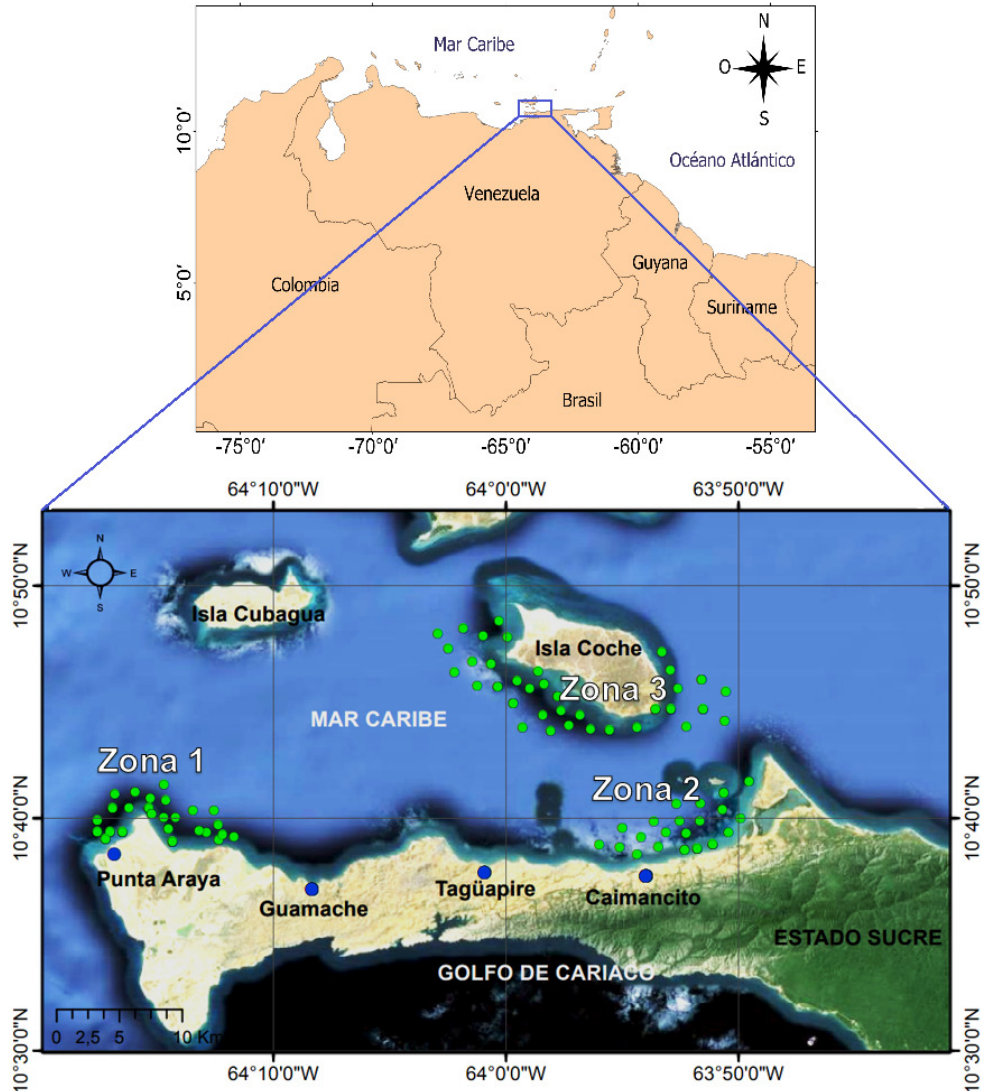 N
Mar Caribe
O E
S
10°0'
Océano Atlántico
Venezuela
Guyana
5°0'
Colombia
Suriname
Brasil
-75°0' -70°0' -65°0' -60°0' -55°0'
64°10'0"W 64°0'0"W 63°50'0"W
N
W E
S
10°50'0"N 10°50'0"N
Isla Cubagua
Isla Coche
Zona 3
MAR CARIBE
Zona 1
Zona 2
10°40'0"N 10°40'0"N
Punta Araya
Tagüapire
Caimancito
Guamache
ESTADO SUCRE
GOLFO DE CARIACO
0 2,5 5 10 Km
10°30'0"N 10°30'0"N
64°10'0"W 64°0'0"W 63°50'0"W